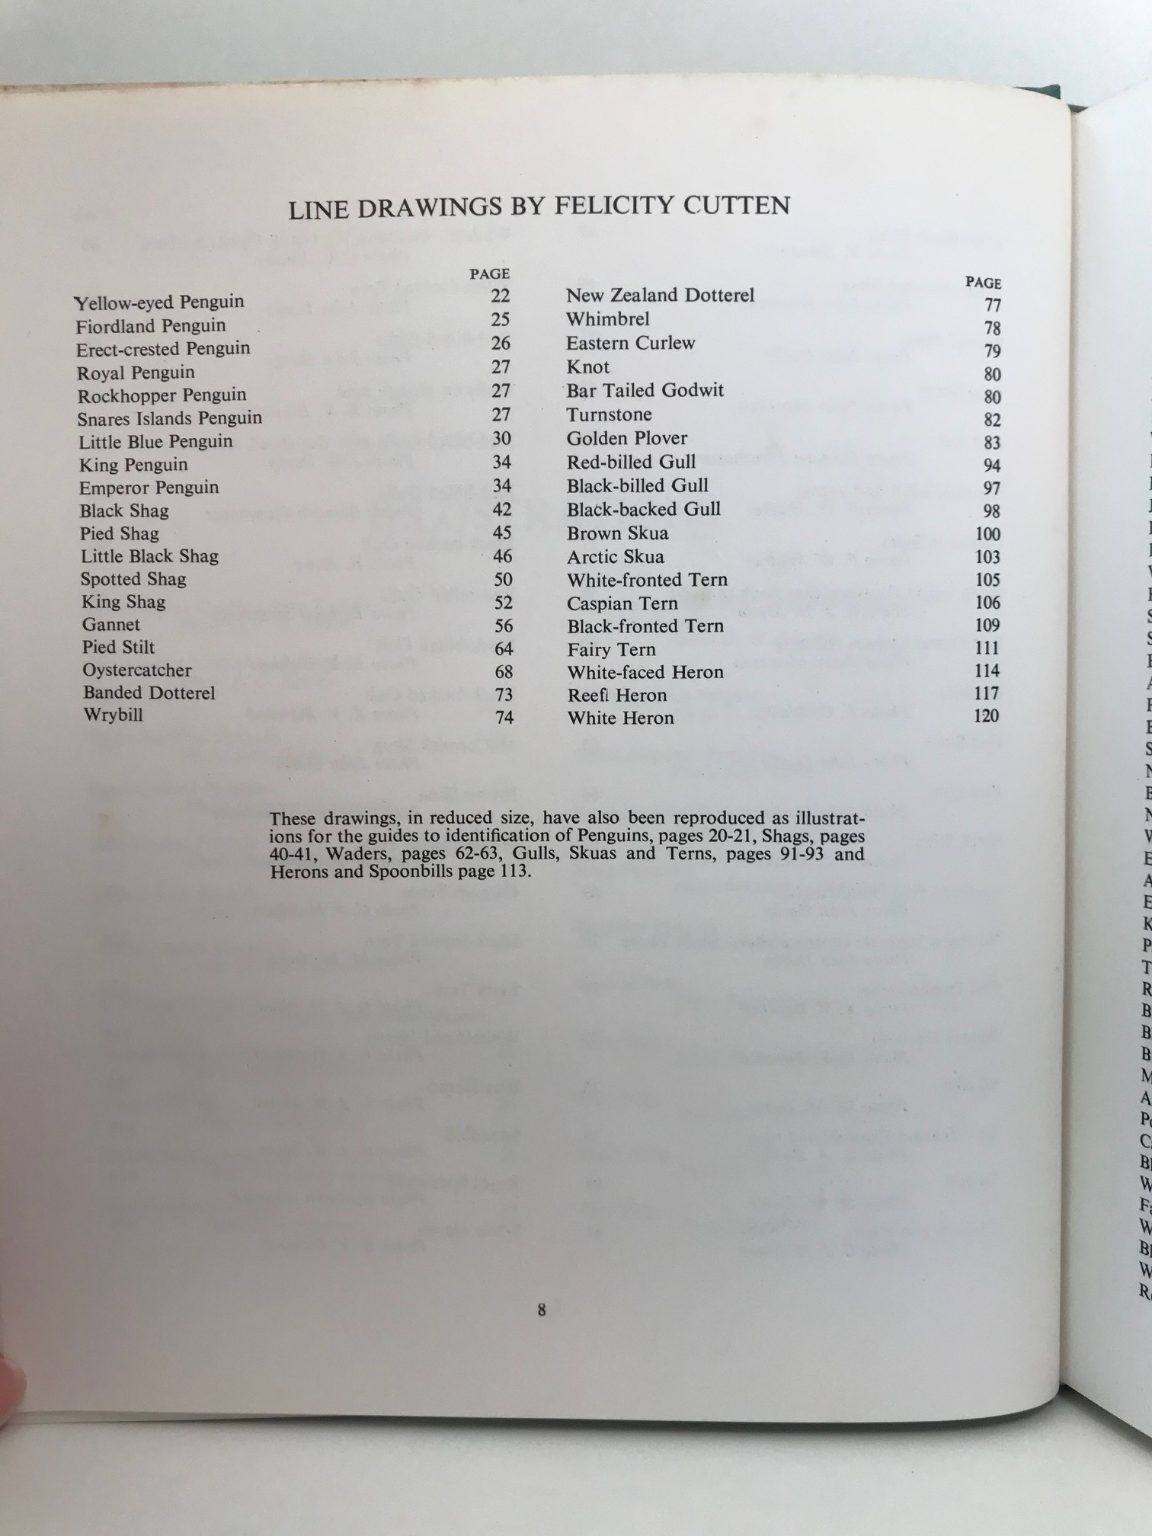 LINE DRAWINGS BY FELICITY CUTTEN
PAGE
Yellow-eyed Penguin 22
Fiordland Penguin 25
Erect-crested Penguin 26
Royal Penguin 27
Rockhopper Penguin 27
Snares Islands Penguin 27
Little Blue Penguin 30
King Penguin 34
Emperor Penguin 34
Black Shag 42
Pied Shag 45
Little Black Shag 46
Spotted Shag 50
King Shag 52
Gannet 56
Pied Stilt 64
Oystercatcher 68
Banded Dotterel 73
Wrybill 74
PAGE
New Zealand Dotterel 77
Whimbrel 78
Eastern Curlew 79
Knot 80
Bar Tailed Godwit 80
Turnstone 82
Golden Plover 83
Red-billed Gull 94
Black-billed Gull 97
Black-backed Gull 98
Brown Skua 100
Arctic Skua 103
White-fronted Tern 105
Caspian Tern 106
Black-fronted Tern 109
Fairy Tern 111
White-faced Heron 114
Reef Heron 117
White Heron 120
These drawings, in reduced size, have also been reproduced as illustrat-
ions for the guides to identification of Penguins, pages 20-21, Shags, pages
40-41, Waders, pages 62-63, Gulls, Skuas and Terns, pages 91-93 and
Herons and Spoonbills page 113.
8